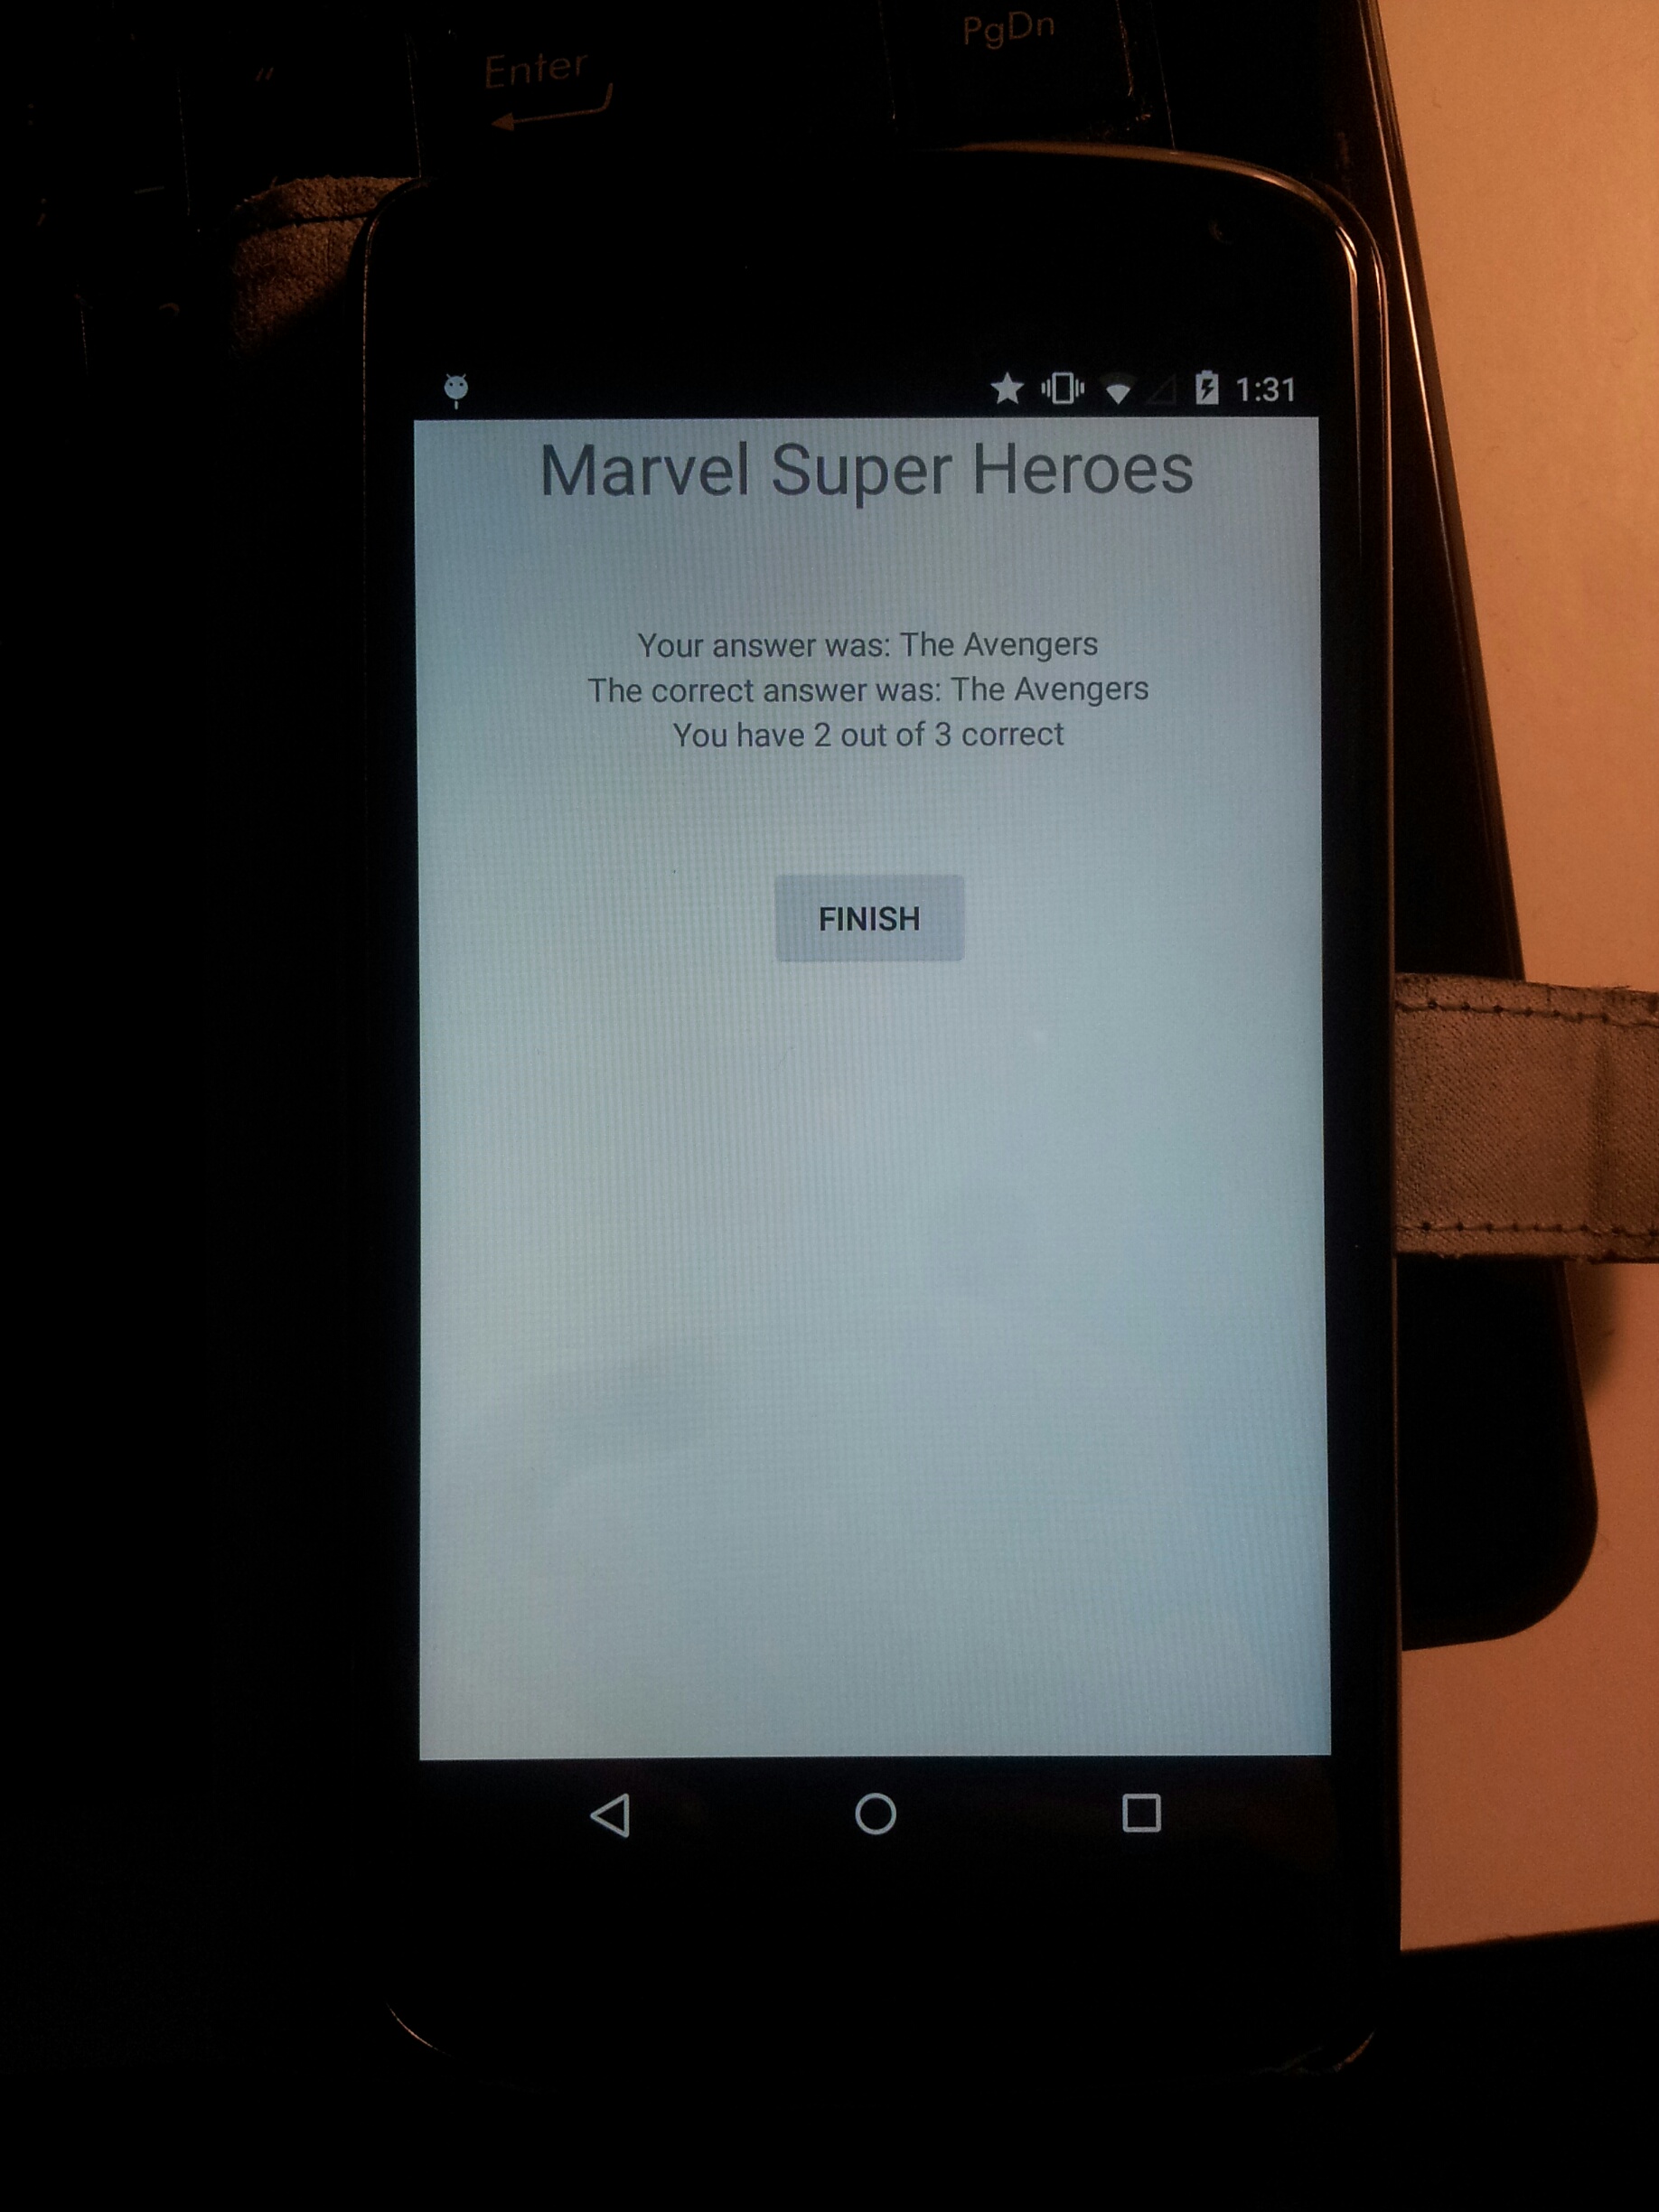 PgDn
Enter
"
;
1:31
Marvel Super Heroes
Your answer was: The Avengers
The correct answer was: The Avengers
You have 2 out of 3 correct
FINISH